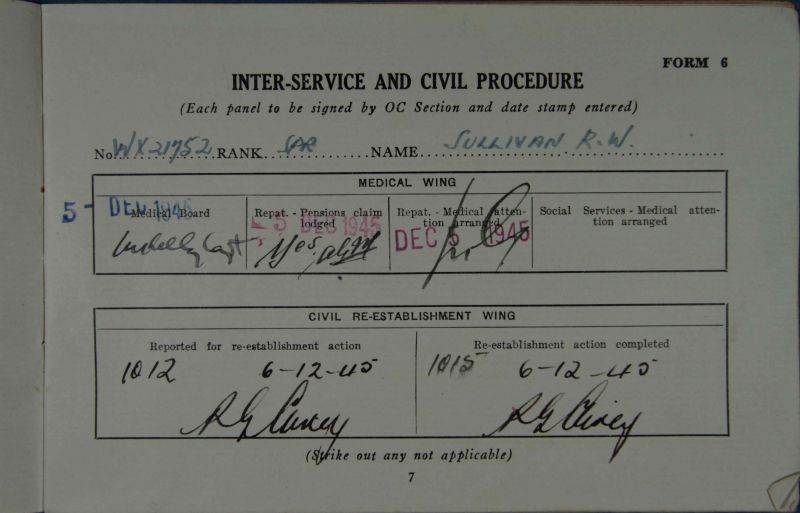 FORM 6
INTER-SERVICE AND CIVIL PROCEDURE
(Each panel to be signed by OC Section and date stamp entered)
No. WX21752 RANK SPR NAME SULLIVAN R.W.
MEDICAL WING
5 - DEC 1945
Medical Board
Repat. - Pensions claim lodged
5 DEC 1945
Yes
Repat. - Medical attention arranged
DEC 5 1945
Social Services - Medical attention arranged
CIVIL RE-ESTABLISHMENT WING
Reported for re-establishment action
1012 6-12-45
Re-establishment action completed
1015 6-12-45
(Strike out any not applicable)
7